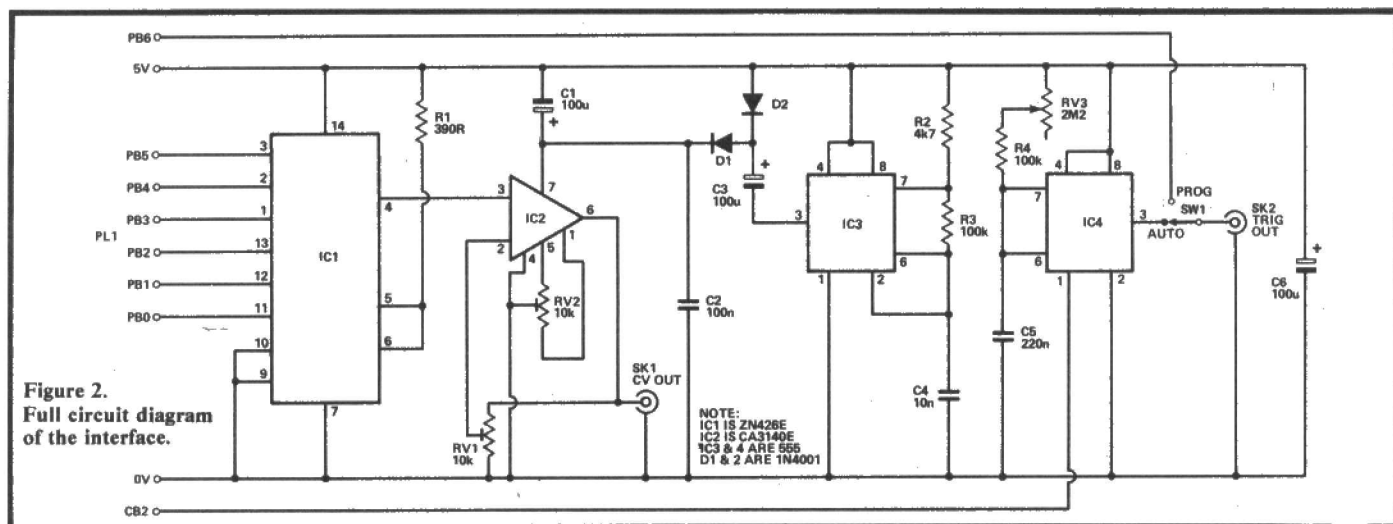 PB6
5V
PB5
PB4
PB3
PL1
PB2
PB1
PB0
3
2
1
13
12
11
10
9
14
IC1
4
5
6
7
R1
390R
C1
100u
+
3
2
7
IC2
6
1
5
4
RV2
10k
RV1
10k
SK1
CV OUT
C2
100n
D1
D2
+
C3
100u
3
4
8
7
IC3
6
1
2
R2
4k7
R3
100k
C4
10n
RV3
2M2
R4
100k
4
8
7
IC4
3
6
1
2
C5
220n
PROG
SW1
AUTO
SK2
TRIG
OUT
+
C6
100u
NOTE:
IC1 IS ZN426E
IC2 IS CA3140E
IC3 & 4 ARE 555
D1 & 2 ARE 1N4001
Figure 2.
Full circuit diagram
of the interface.
0V
CB2